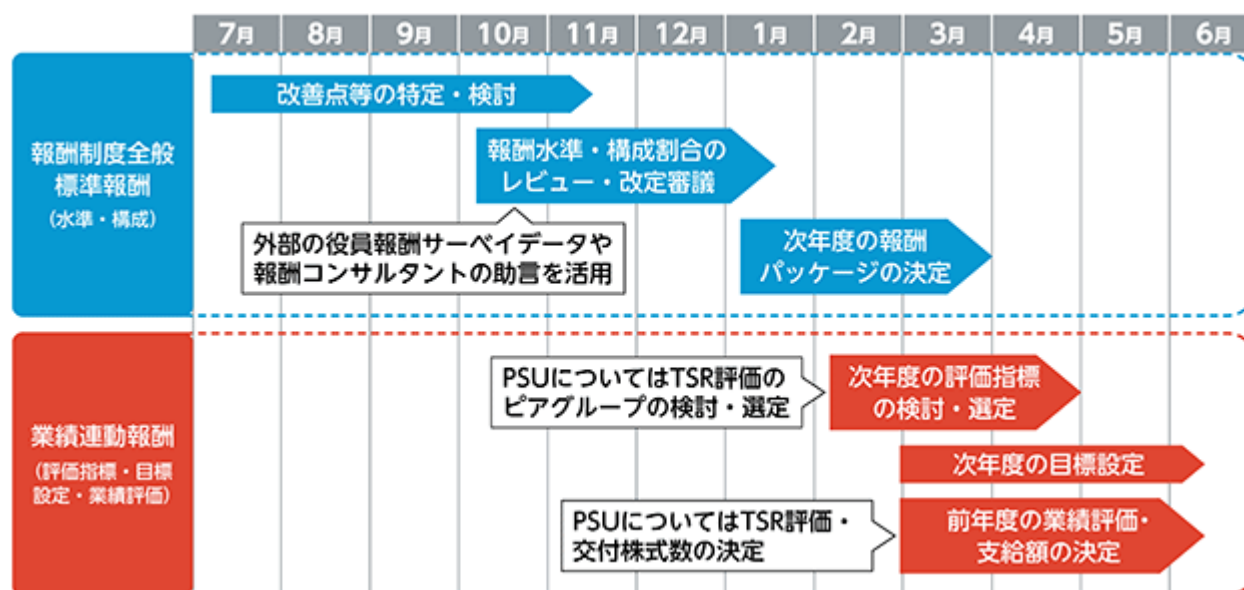 7月 8月 9月 10月 11月 12月 1月 2月 3月 4月 5月 6月
報酬制度全般
標準報酬
（水準・構成）
改善点等の特定・検討
報酬水準・構成割合の
レビュー・改定審議
外部の役員報酬サーベイデータや
報酬コンサルタントの助言を活用
次年度の報酬
パッケージの決定
業績連動報酬
（評価指標・目標
設定・業績評価）
PSUについてはTSR評価の
ピアグループの検討・選定
次年度の評価指標
の検討・選定
次年度の目標設定
PSUについてはTSR評価・
交付株式数の決定
前年度の業績評価・
支給額の決定